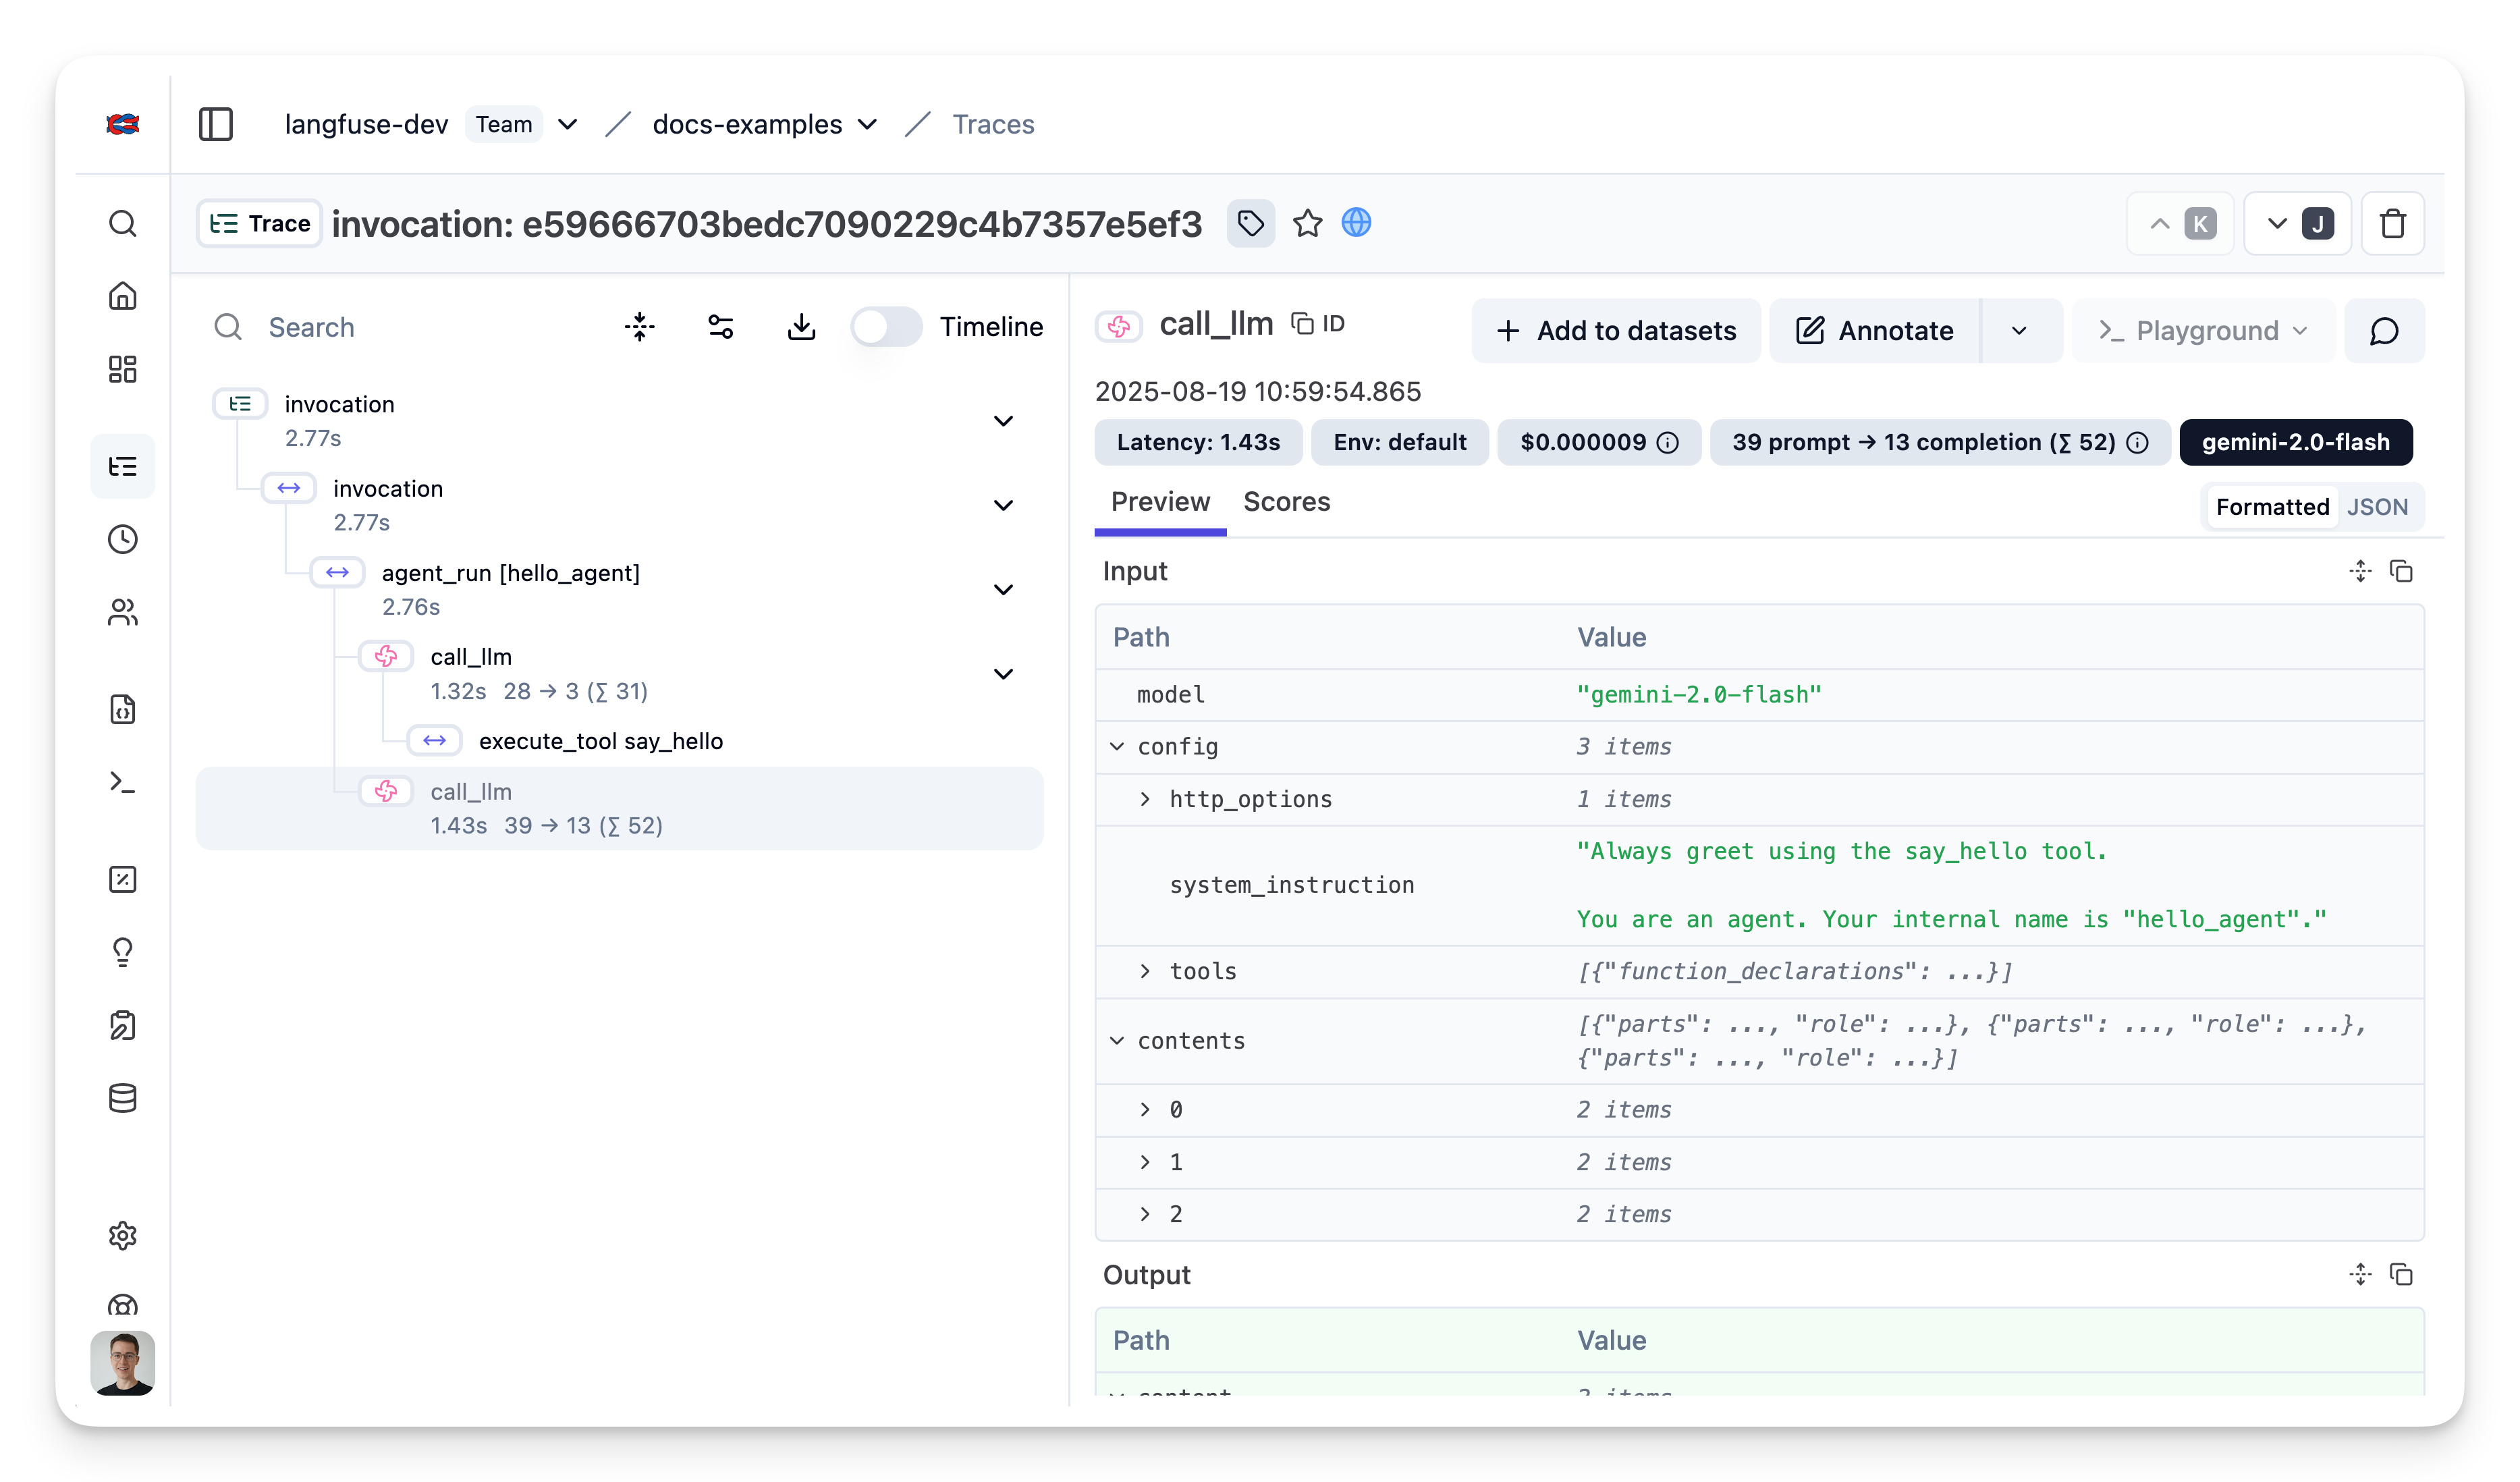 langfuse-dev Team / docs-examples / Traces
Trace invocation: e59666703bedc7090229c4b7357e5ef3
K J
Search Timeline
invocation
2.77s
invocation
2.77s
agent_run [hello_agent]
2.76s
call_llm
1.32s 28 → 3 (∑ 31)
execute_tool say_hello
call_llm
1.43s 39 → 13 (∑ 52)
call_llm ID
Add to datasets Annotate Playground
2025-08-19 10:59:54.865
Latency: 1.43s Env: default $0.000009 39 prompt → 13 completion (∑ 52) gemini-2.0-flash
Preview Scores
Formatted JSON
Input
Path Value
model "gemini-2.0-flash"
config 3 items
http_options 1 items
system_instruction "Always greet using the say_hello tool.
You are an agent. Your internal name is "hello_agent"."
tools [{"function_declarations": ...}]
contents [{"parts": ..., "role": ...}, {"parts": ..., "role": ...},
{"parts": ..., "role": ...}]
0 2 items
1 2 items
2 2 items
Output
Path Value
content 2 items